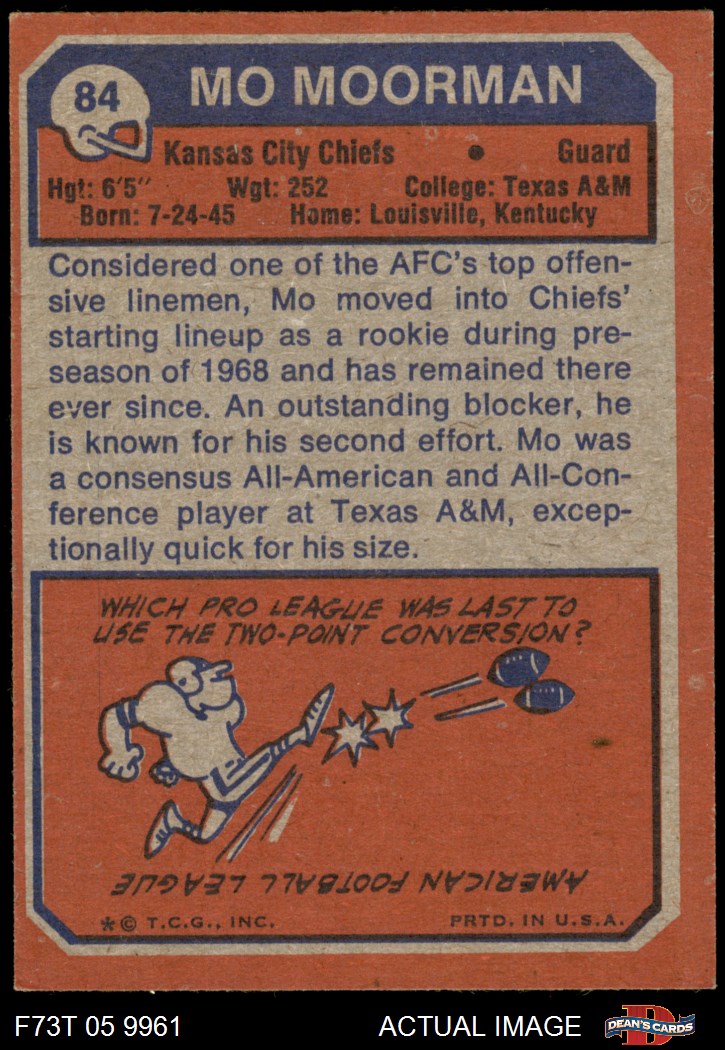 84
MO MOORMAN
Kansas City Chiefs • Guard
Hgt: 6'5" Wgt: 252 College: Texas A&M
Born: 7-24-45 Home: Louisville, Kentucky
Considered one of the AFC's top offen-
sive linemen, Mo moved into Chiefs'
starting lineup as a rookie during pre-
season of 1968 and has remained there
ever since. An outstanding blocker, he
is known for his second effort. Mo was
a consensus All-American and All-Con-
ference player at Texas A&M, excep-
tionally quick for his size.
WHICH PRO LEAGUE WAS LAST TO
USE THE TWO-POINT CONVERSION?
AMERICAN FOOTBALL LEAGUE
*© T.C.G., INC. PRTD. IN U.S.A.
F73T 05 9961 ACTUAL IMAGE
D
DEAN'S CARDS